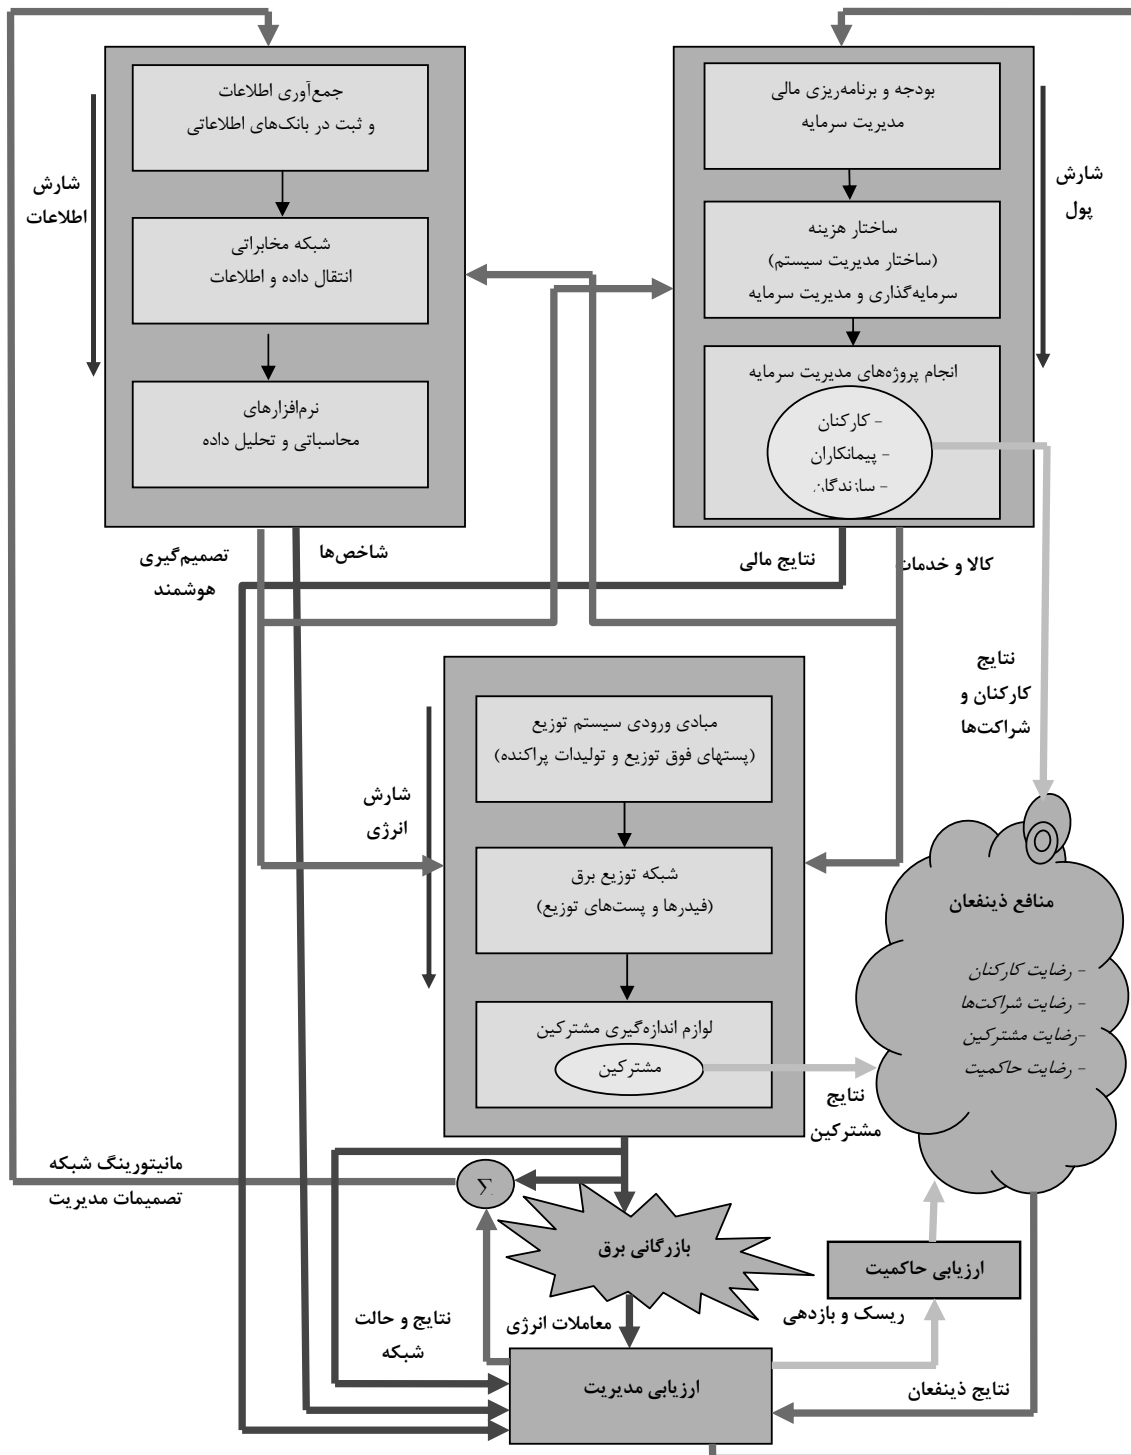 بودجه و برنامه‌ریزی مالی
مدیریت سرمایه
ساختار هزینه
(ساختار مدیریت سیستم)
سرمایه‌گذاری و مدیریت سرمایه
انجام پروژه‌های مدیریت سرمایه
- کارکنان
- پیمانکاران
- سازندگان
شارش
پول
جمع‌آوری اطلاعات
و ثبت در بانک‌های اطلاعاتی
شبکه مخابراتی
انتقال داده و اطلاعات
نرم‌افزارهای
محاسباتی و تحلیل داده
شارش
اطلاعات
کالا و خدمات
نتایج مالی
شاخص‌ها
تصمیم‌گیری
هوشمند
نتایج
کارکنان و
شراکت‌ها
مبادی ورودی سیستم توزیع
(پستهای فوق توزیع و تولیدات پراکنده)
شبکه توزیع برق
(فیدرها و پست‌های توزیع)
لوازم اندازه‌گیری مشترکین
مشترکین
شارش
انرژی
منافع ذینفعان
- رضایت کارکنان
- رضایت شراکت‌ها
-رضایت مشترکین
- رضایت حاکمیت
نتایج
مشترکین
مانیتورینگ شبکه
تصمیمات مدیریت
∑
بازرگانی برق
ارزیابی حاکمیت
ریسک و بازدهی
معاملات انرژی
نتایج و حالت
شبکه
ارزیابی مدیریت
نتایج ذینفعان